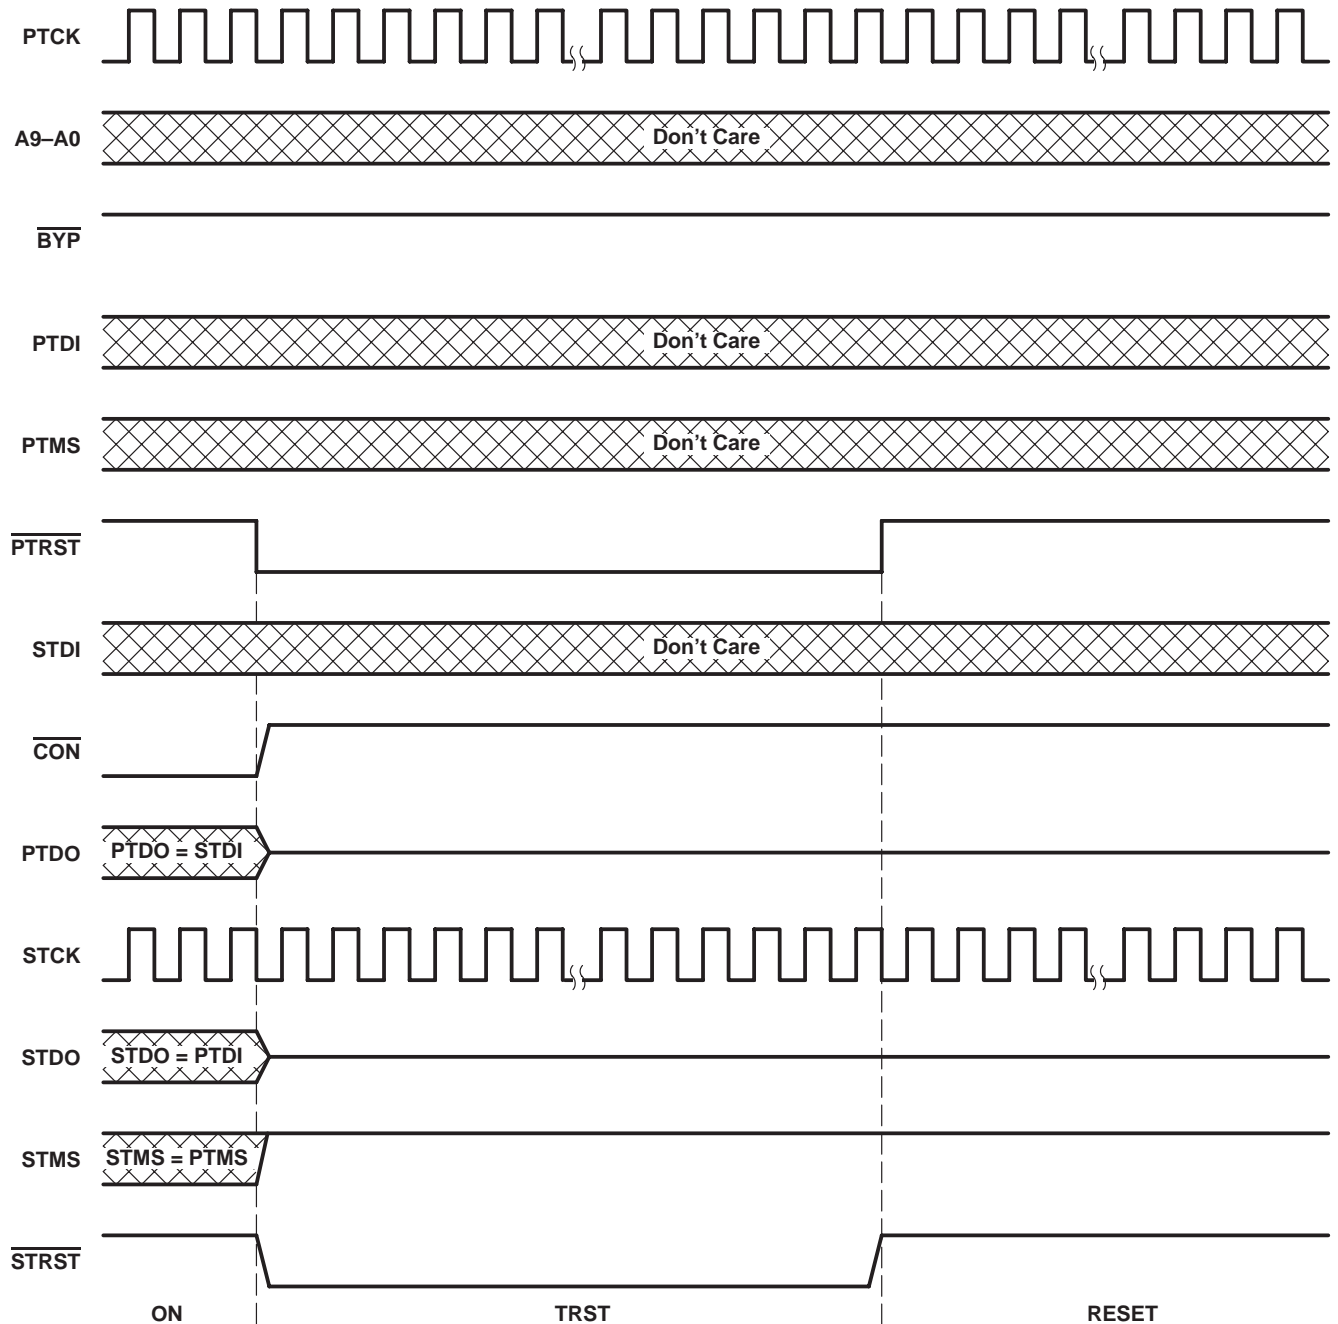 PTCK
A9–A0
Don't Care
BYP
PTDI
Don't Care
PTMS
Don't Care
PTRST
STDI
Don't Care
CON
PTDO
PTDO = STDI
STCK
STDO
STDO = PTDI
STMS
STMS = PTMS
STRST
ON
TRST
RESET